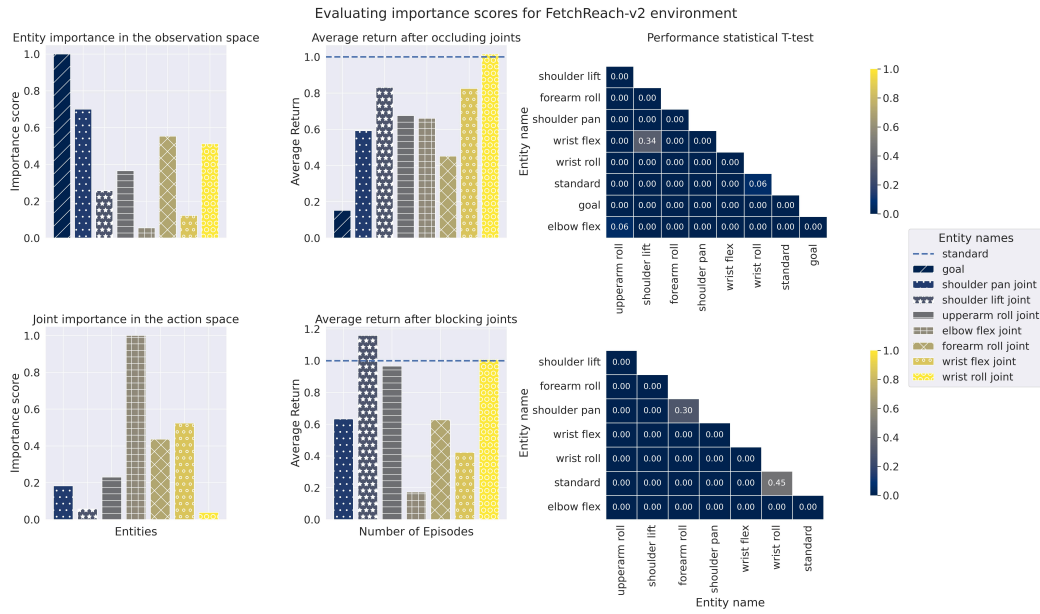 Evaluating importance scores for FetchReach-v2 environment
Entity importance in the observation space
Importance score
1.0
0.8
0.6
0.4
0.2
0.0
Average return after occluding joints
Average Return
1.0
0.8
0.6
0.4
0.2
0.0
Performance statistical T-test
Entity name
shoulder lift 0.00
forearm roll 0.00 0.00
shoulder pan 0.00 0.00 0.00
wrist flex 0.00 0.34 0.00 0.00
wrist roll 0.00 0.00 0.00 0.00 0.00
standard 0.00 0.00 0.00 0.00 0.00 0.06
goal 0.00 0.00 0.00 0.00 0.00 0.00 0.00
elbow flex 0.06 0.00 0.00 0.00 0.00 0.00 0.00 0.00
upperarm roll
shoulder lift
forearm roll
shoulder pan
wrist flex
wrist roll
standard
goal
1.0
0.8
0.6
0.4
0.2
0.0
Entity names
standard
goal
shoulder pan joint
shoulder lift joint
upperarm roll joint
elbow flex joint
forearm roll joint
wrist flex joint
wrist roll joint
Joint importance in the action space
Importance score
1.0
0.8
0.6
0.4
0.2
0.0
Entities
Average return after blocking joints
Average Return
1.2
1.0
0.8
0.6
0.4
0.2
0.0
Number of Episodes
Entity name
shoulder lift 0.00
forearm roll 0.00 0.00
shoulder pan 0.00 0.00 0.30
wrist flex 0.00 0.00 0.00 0.00
wrist roll 0.00 0.00 0.00 0.00 0.00
standard 0.00 0.00 0.00 0.00 0.00 0.45
elbow flex 0.00 0.00 0.00 0.00 0.00 0.00 0.00
upperarm roll
shoulder lift
forearm roll
shoulder pan
wrist flex
wrist roll
standard
Entity name
1.0
0.8
0.6
0.4
0.2
0.0